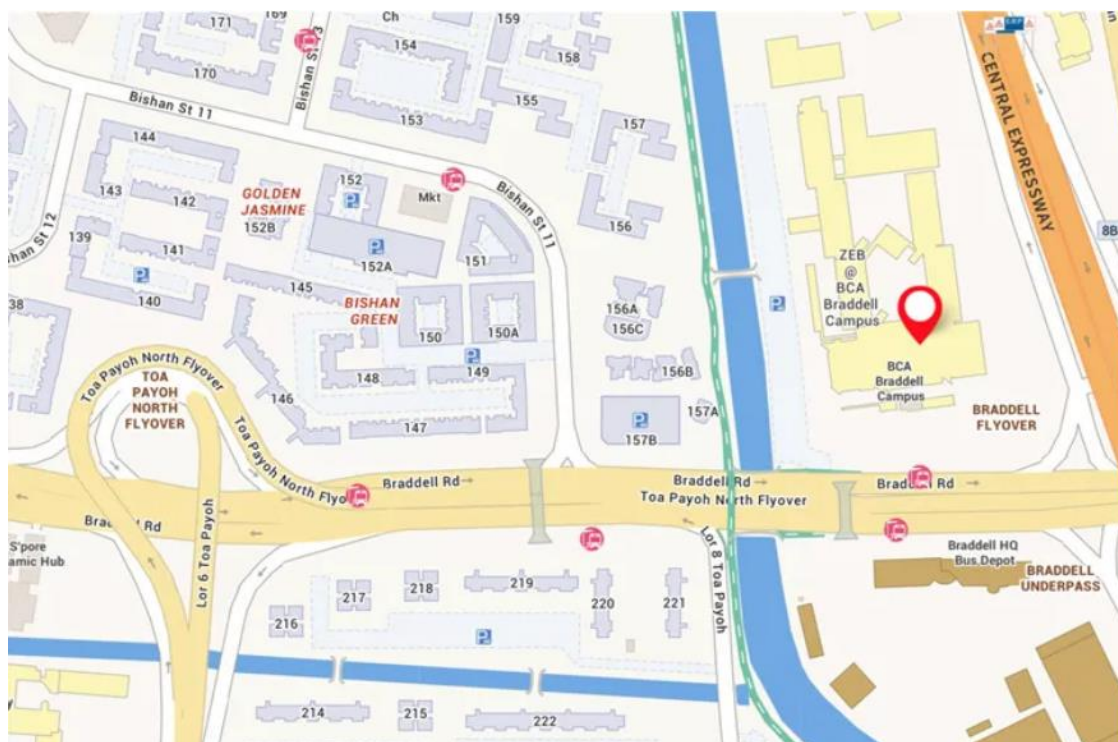 171
169
170
Bishan St 11
Bishan St 13
Ch
154
153
159
158
155
157
156
144
143
142
141
139
140
GOLDEN
JASMINE
152B
152
152A
Mkt
Bishan St 11
151
145
BISHAN
GREEN
150
150A
149
148
146
147
156A
156C
156B
157A
157B
ZEB
@
BCA
Braddell
Campus
BCA
Braddell
Campus
CENTRAL EXPRESSWAY
ERP
8B
BRADDELL
FLYOVER
Toa Payoh North Flyover
TOA
PAYOH
NORTH
FLYOVER
Toa Payoh North Flyo
Braddell Rd
Braddell Rd
Toa Payoh North Flyover
Braddell Rd
Lor 6 Toa Payoh
Lor 8 Toa Payoh
S'pore
amic Hub
38
han St 12
216
217
218
219
220
221
214
215
222
Braddell HQ
Bus Depot
BRADDELL
UNDERPASS